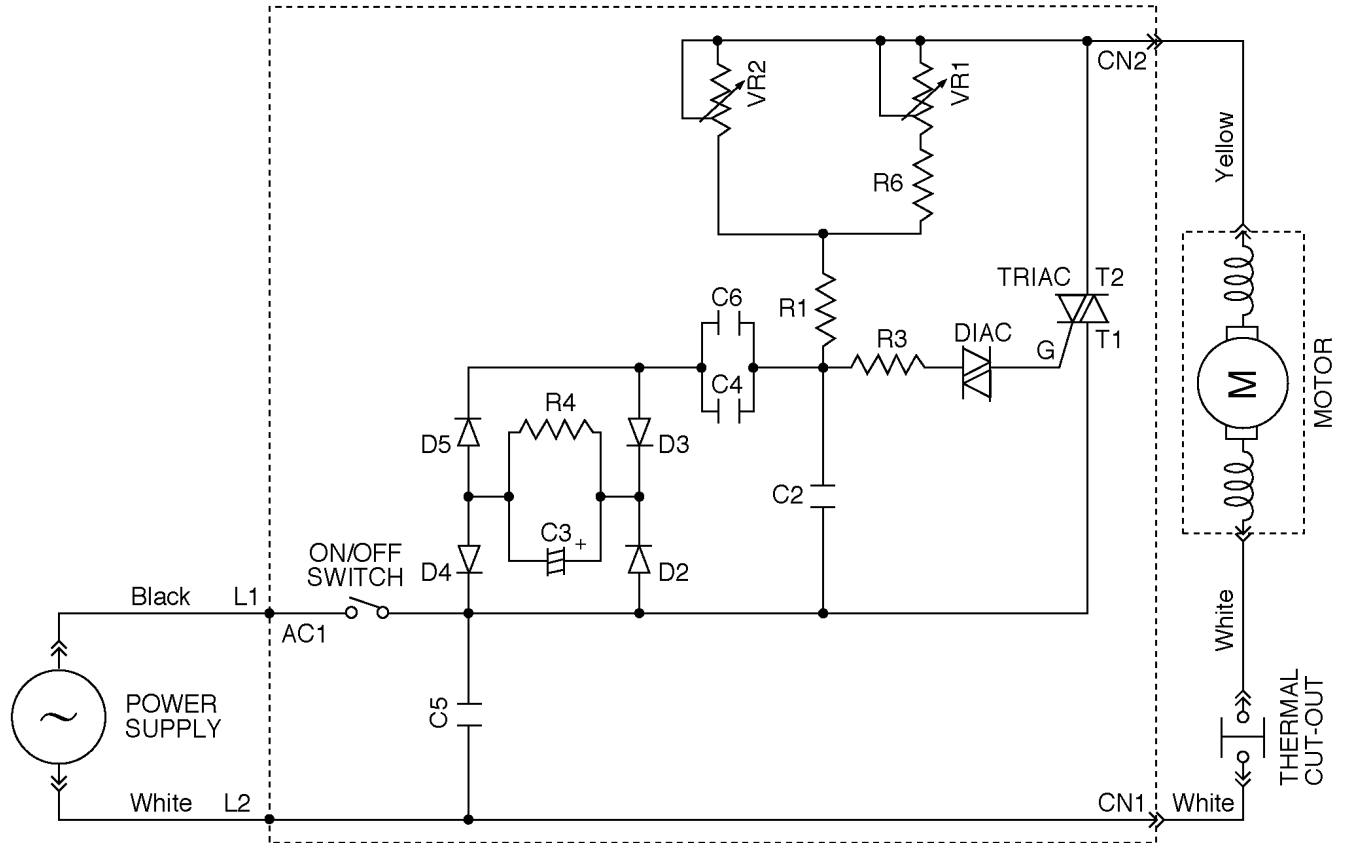 CN2
VR2
VR1
Yellow
R6
TRIAC
T2
C6
R1
DIAC
R3
T1
G
C4
R4
M
MOTOR
D5
D3
C2
C3
+
ON/OFF
SWITCH
D4
D2
Black
L1
AC1
White
POWER
SUPPLY
C5
THERMAL
CUT-OUT
White
L2
CN1
White